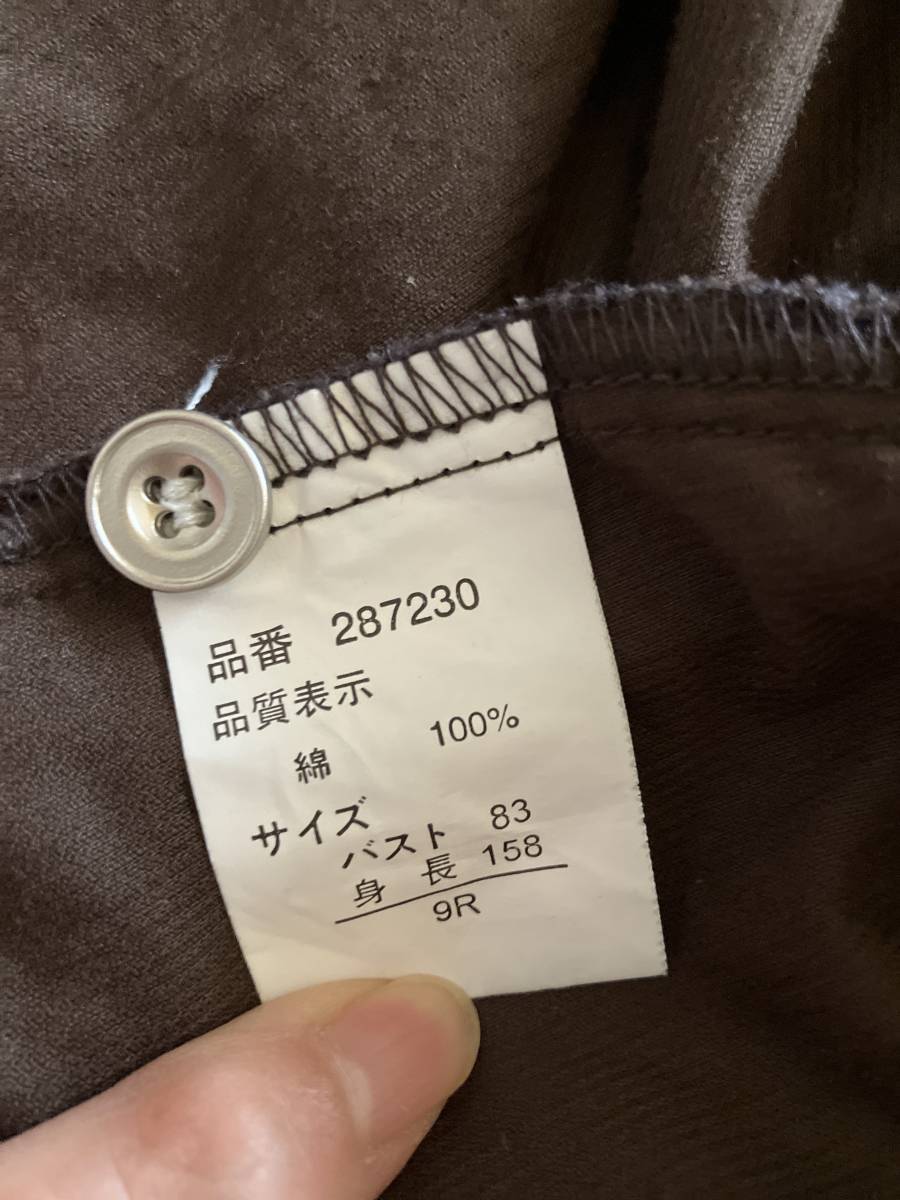 品番 287230
品質表示
綿 100%
サイズ
バスト 83
身長 158
9R